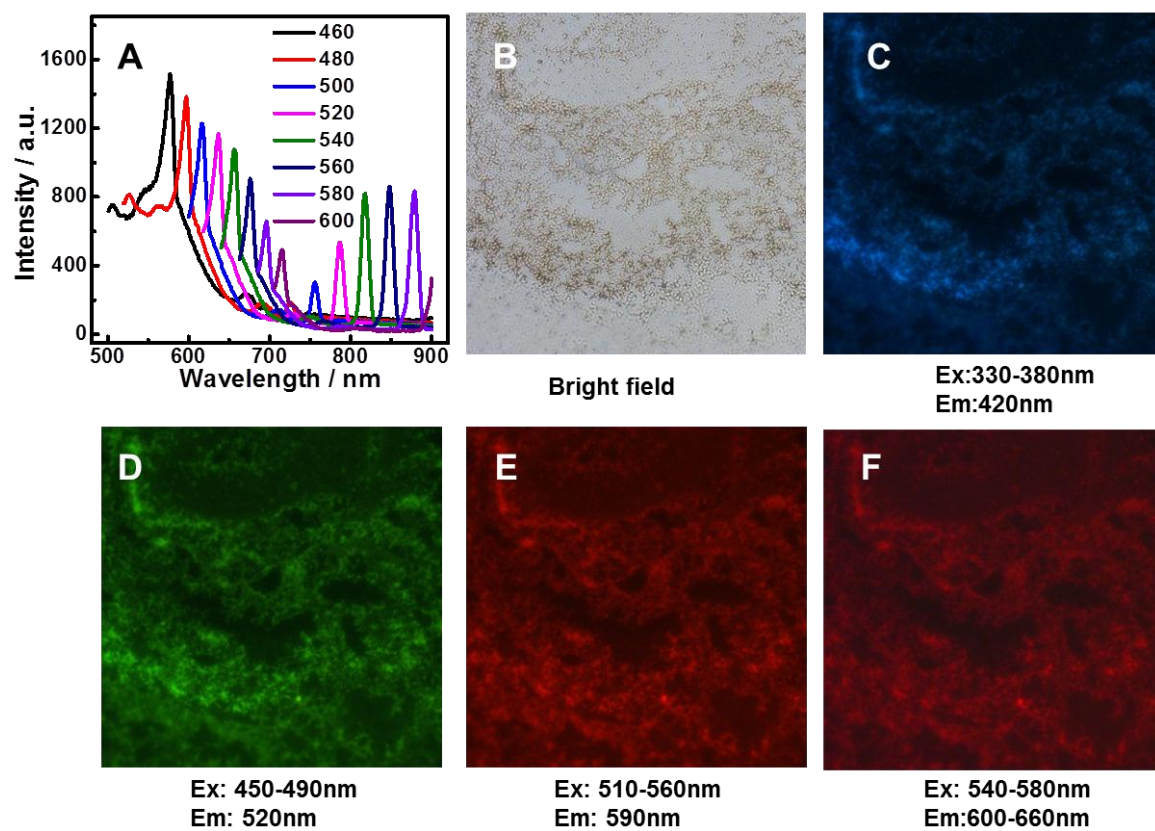 A
460
480
500
520
540
560
580
600
1600
1200
800
400
0
Intensity / a.u.
500 600 700 800 900
Wavelength / nm
B
Bright field
C
Ex:330-380nm
Em:420nm
D
Ex: 450-490nm
Em: 520nm
E
Ex: 510-560nm
Em: 590nm
F
Ex: 540-580nm
Em:600-660nm